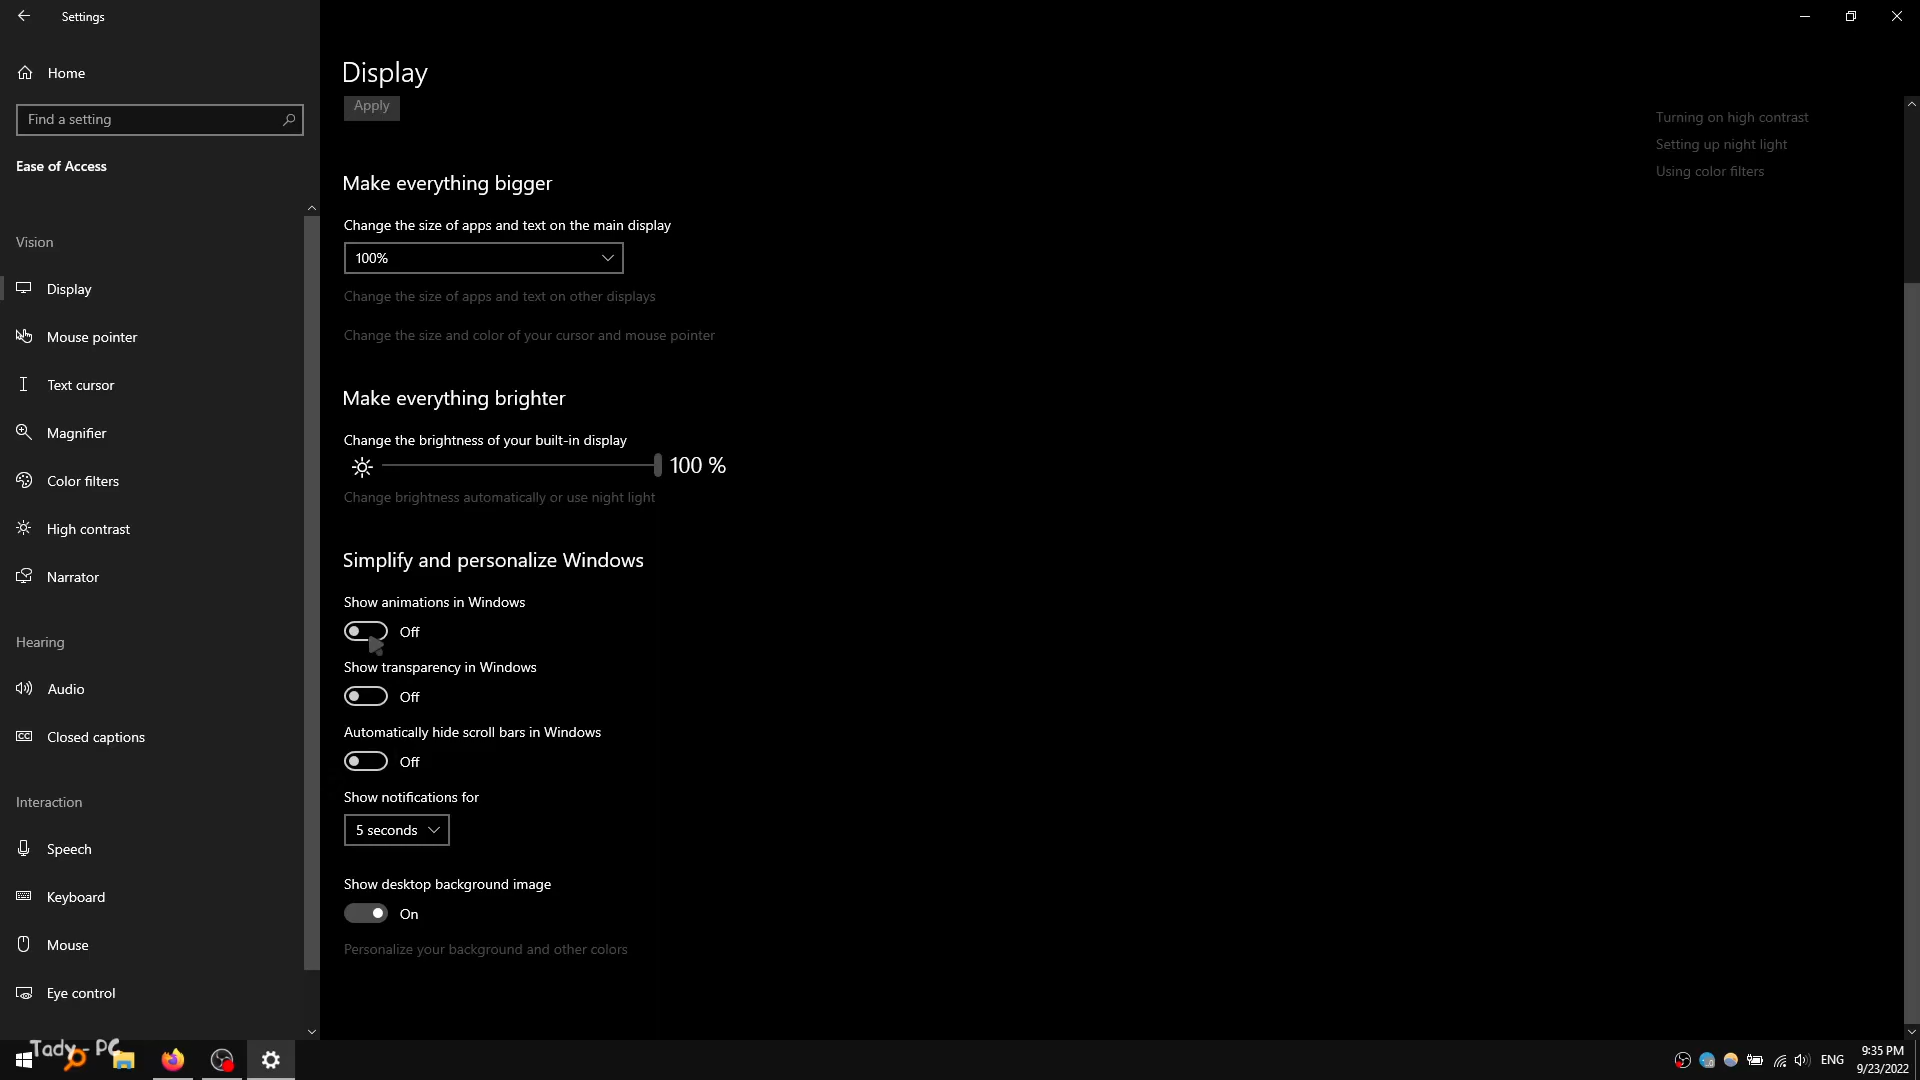 Settings
Home
Find a setting
Ease of Access
Vision
Display
Mouse pointer
Text cursor
Magnifier
Color filters
High contrast
Narrator
Hearing
Audio
Closed captions
Interaction
Speech
Keyboard
Mouse
Eye control
Display
Apply
Make everything bigger
Change the size of apps and text on the main display
100%
Change the size of apps and text on other displays
Change the size and color of your cursor and mouse pointer
Make everything brighter
Change the brightness of your built-in display
100 %
Change brightness automatically or use night light
Simplify and personalize Windows
Show animations in Windows
Off
Show transparency in Windows
Off
Automatically hide scroll bars in Windows
Off
Show notifications for
5 seconds
Show desktop background image
On
Personalize your background and other colors
Turning on high contrast
Setting up night light
Using color filters
Tady - PC
ENG
9:35 PM
9/23/2022